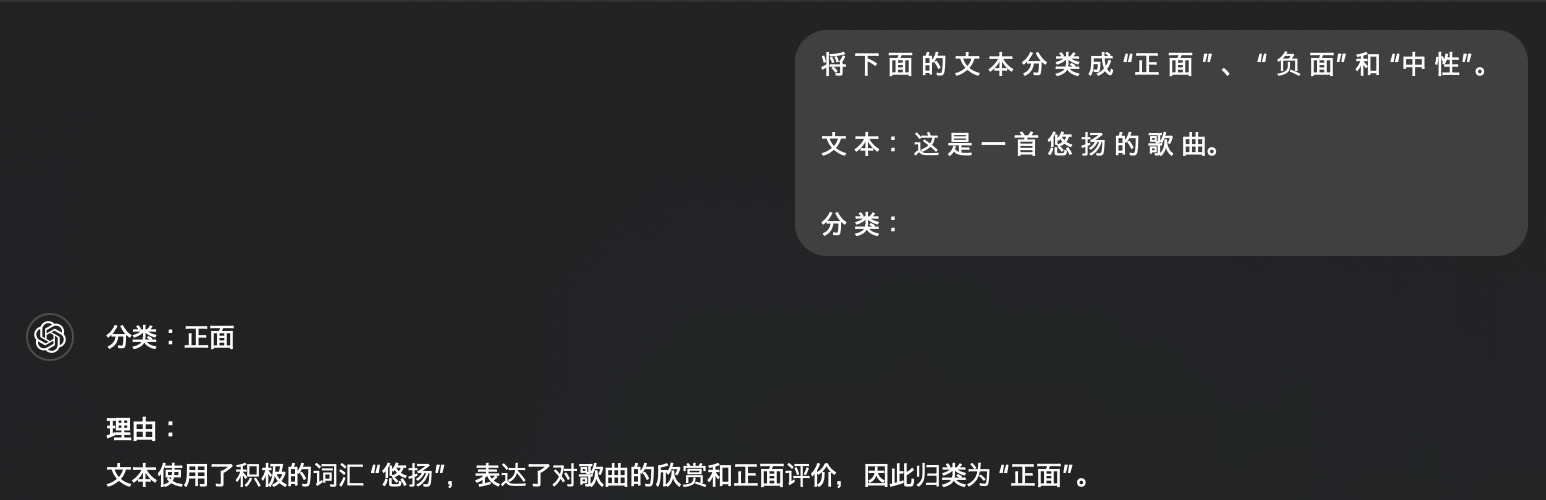 将下面的文本分类成“正面”、“负面”和“中性”。
文本：这是一首悠扬的歌曲。
分类：
分类：正面
理由：
文本使用了积极的词汇“悠扬”，表达了对歌曲的欣赏和正面评价，因此归类为“正面”。